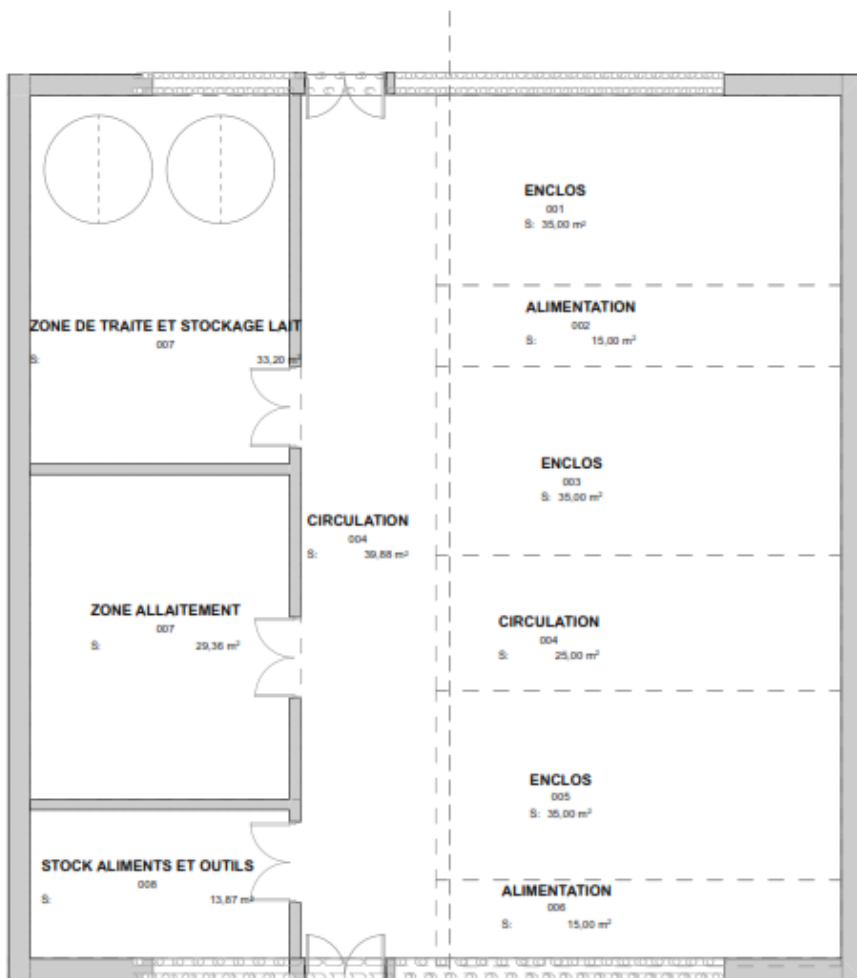 ENCLOS
001
S: 35,00 m²
ALIMENTATION
002
S: 15,00 m²
ZONE DE TRAITE ET STOCKAGE LAIT
007
S: 33,20 m²
ENCLOS
003
S: 35,00 m²
CIRCULATION
004
S: 39,88 m²
ZONE ALLAITEMENT
007
S: 29,36 m²
CIRCULATION
004
S: 25,00 m²
ENCLOS
005
S: 35,00 m²
STOCK ALIMENTS ET OUTILS
008
S: 13,87 m²
ALIMENTATION
006
S: 15,00 m²